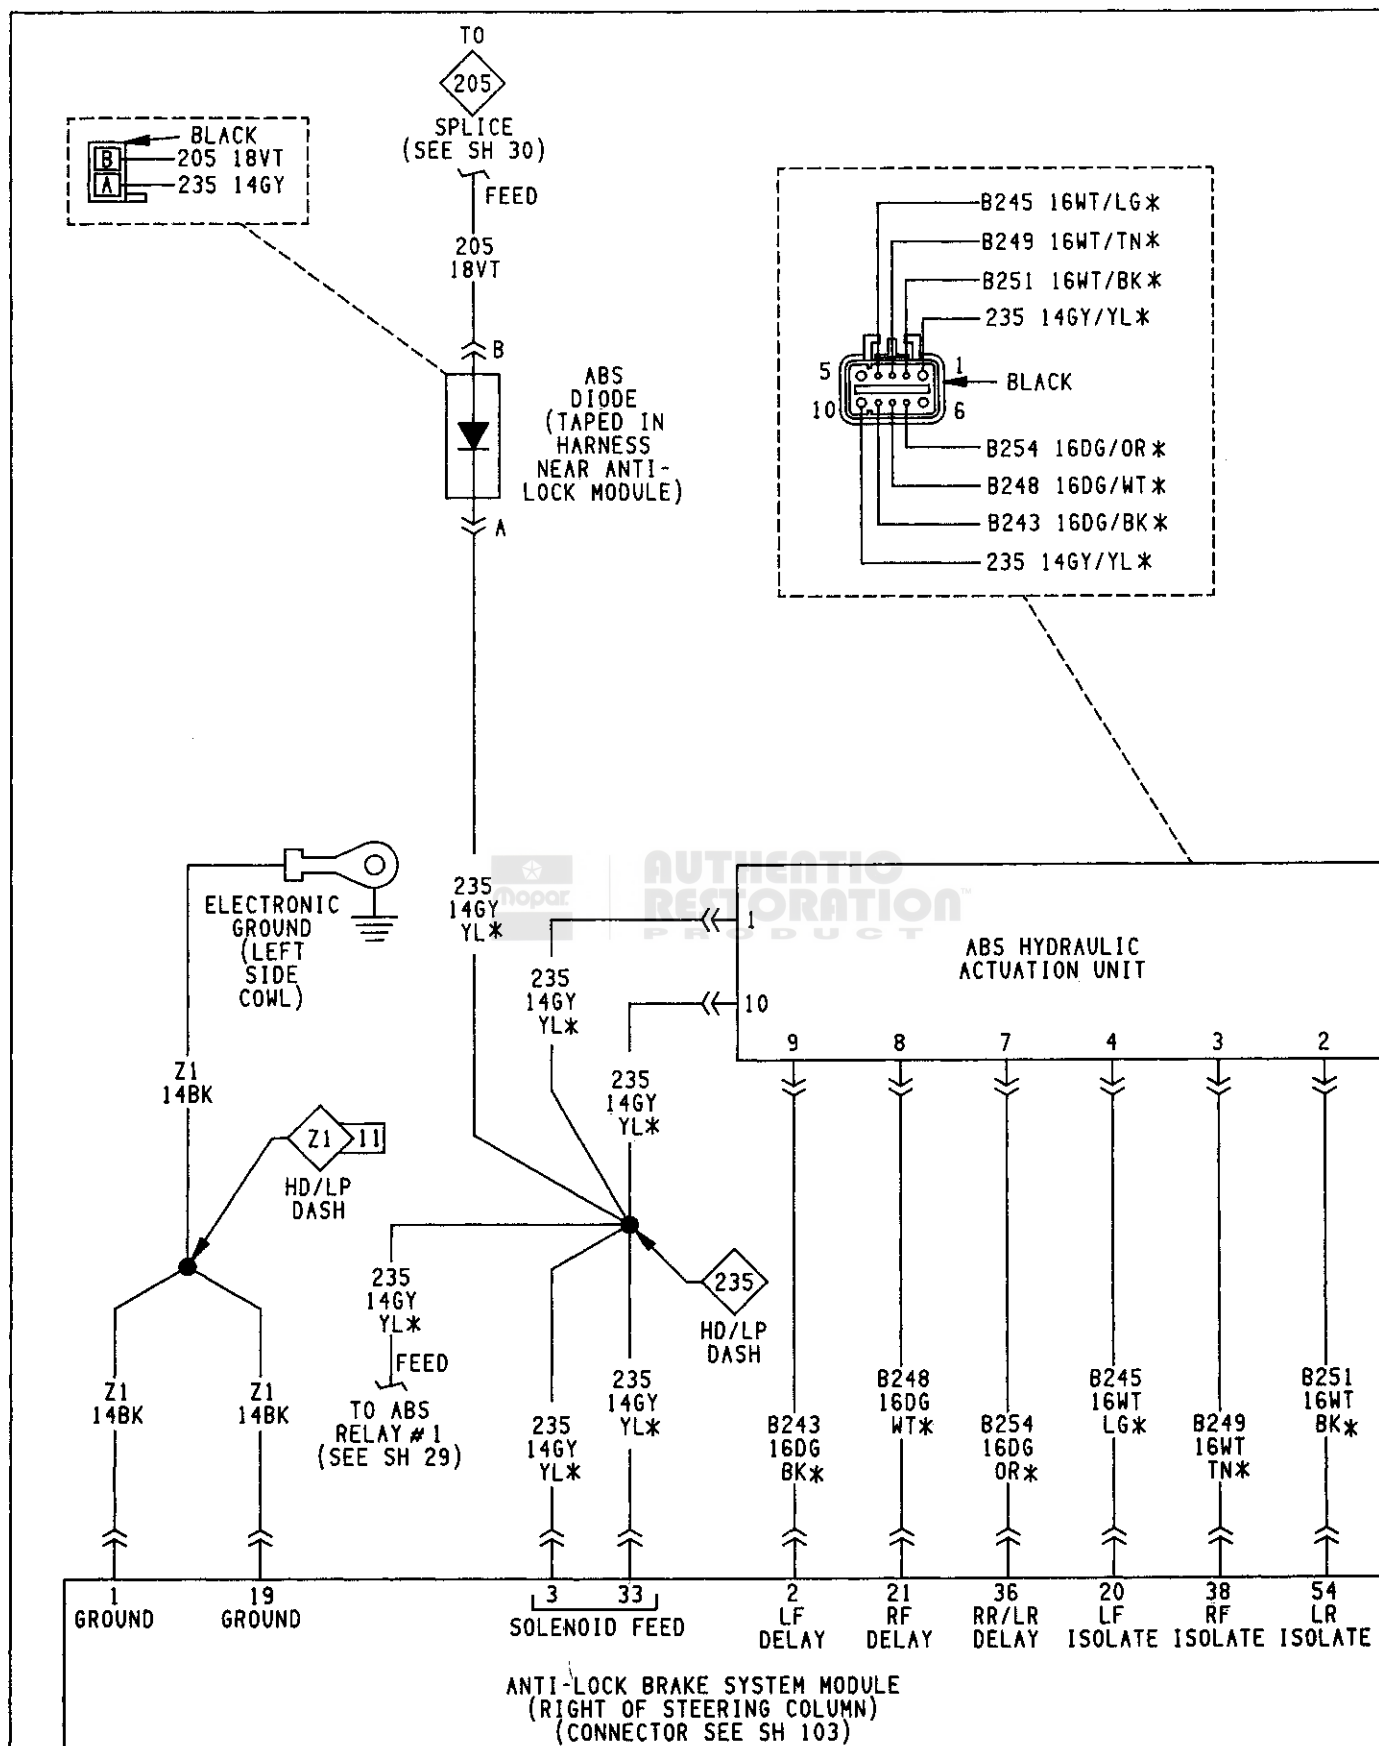 TO
205
SPLICE
(SEE SH 30)
FEED
205
18VT
B
BLACK
B
205 18VT
A
235 14GY
ABS
DIODE
(TAPED IN
HARNESS
NEAR ANTI-
LOCK MODULE)
A
B245 16WT/LG*
B249 16WT/TN*
B251 16WT/BK*
235 14GY/YL*
5
1
BLACK
10
6
B254 16DG/OR*
B248 16DG/WT*
B243 16DG/BK*
235 14GY/YL*
ELECTRONIC
GROUND
(LEFT
SIDE
COWL)
235
14GY
YL*
Mopar
AUTHENTIC
RESTORATION™
PRODUCT
1
10
ABS HYDRAULIC
ACTUATION UNIT
9
8
7
4
3
2
235
14GY
YL*
235
14GY
YL*
Z1
14BK
Z1
11
HD/LP
DASH
235
HD/LP
DASH
235
14GY
YL*
FEED
TO ABS
RELAY #1
(SEE SH 29)
Z1
14BK
Z1
14BK
235
14GY
YL*
235
14GY
YL*
B243
16DG
BK*
B248
16DG
WT*
B254
16DG
OR*
B245
16WT
LG*
B249
16WT
TN*
B251
16WT
BK*
1
GROUND
19
GROUND
3
33
SOLENOID FEED
2
LF
DELAY
21
RF
DELAY
36
RR/LR
DELAY
20
LF
ISOLATE
38
RF
ISOLATE
54
LR
ISOLATE
ANTI-LOCK BRAKE SYSTEM MODULE
(RIGHT OF STEERING COLUMN)
(CONNECTOR SEE SH 103)